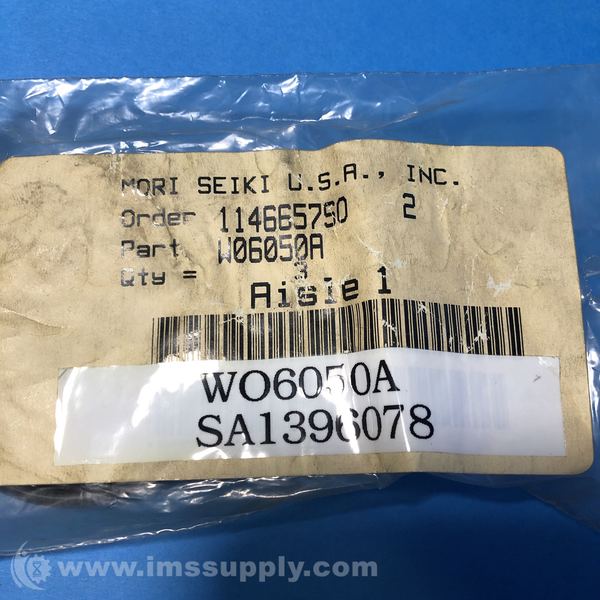 MORI SEIKI U.S.A., INC.
Order 114665750 2
Part W06050A
Qty = 3
Aisle 1
WO6050A
SA1396078
www.imssupply.com